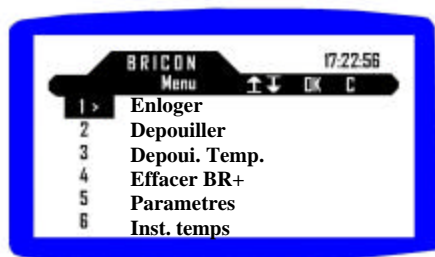 BRICON 17:22:56
Menu OK C
1 > Enloger
2 Depouiller
3 Depoui. Temp.
4 Effacer BR+
5 Parametres
6 Inst. temps